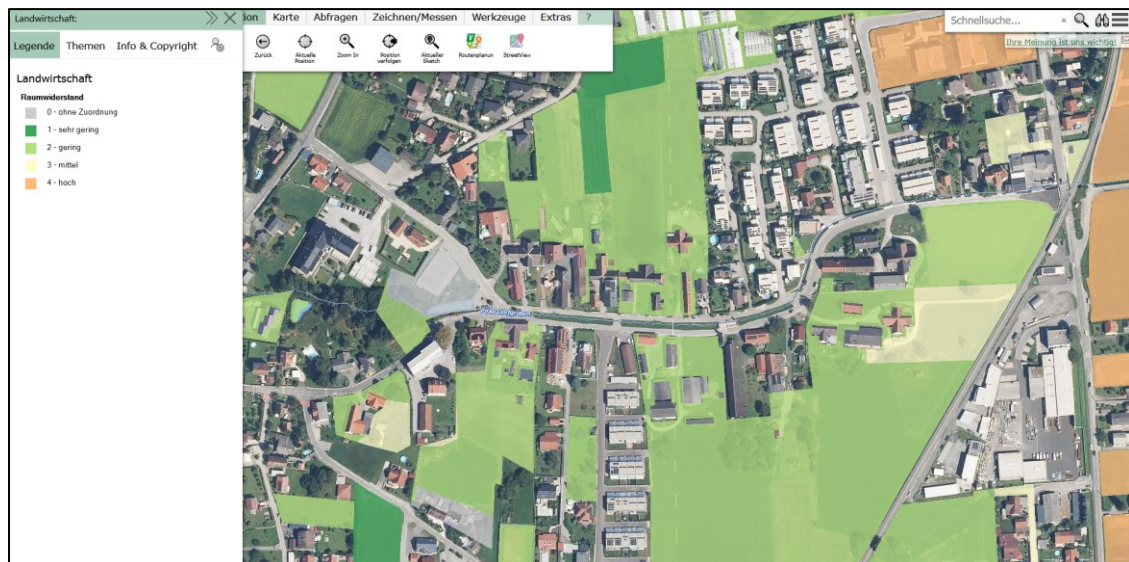 Landwirtschaft:
ion Karte Abfragen Zeichnen/Messen Werkzeuge Extras ?
Schnellsuche... ×
Ihre Meinung ist uns wichtig!
Legende Themen Info & Copyright
Zurück
Aktuelle Position
Zoom In
Position verfolgen
Aktueller Sketch
Routenplanun
StreetView
Landwirtschaft
Raumwiderstand
0 - ohne Zuordnung
1 - sehr gering
2 - gering
3 - mittel
4 - hoch